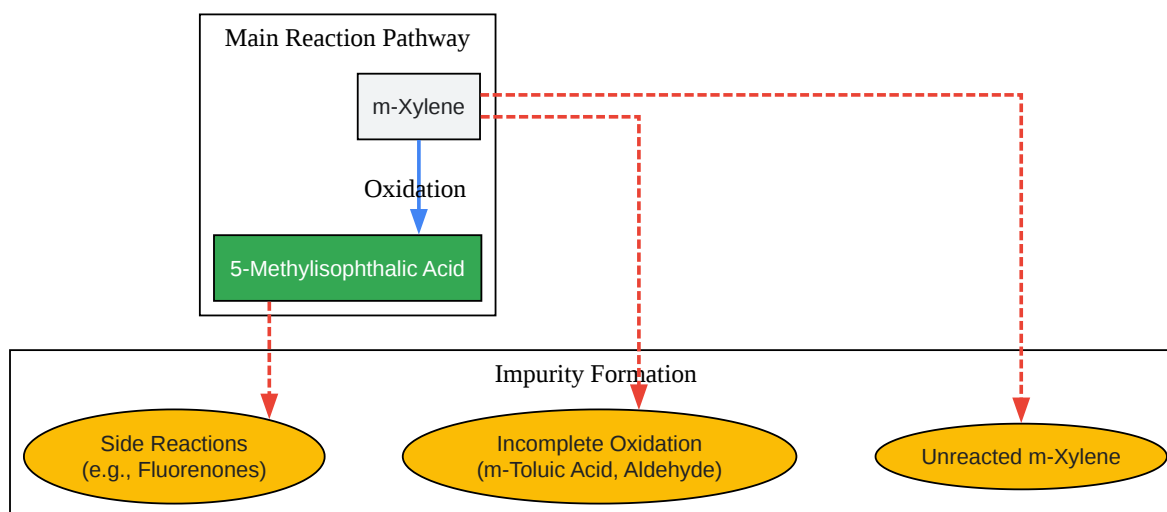 Main Reaction Pathway
m-Xylene
Oxidation
5-Methylisophthalic Acid
Impurity Formation
Side Reactions
(e.g., Fluorenones)
Incomplete Oxidation
(m-Toluic Acid, Aldehyde)
Unreacted m-Xylene